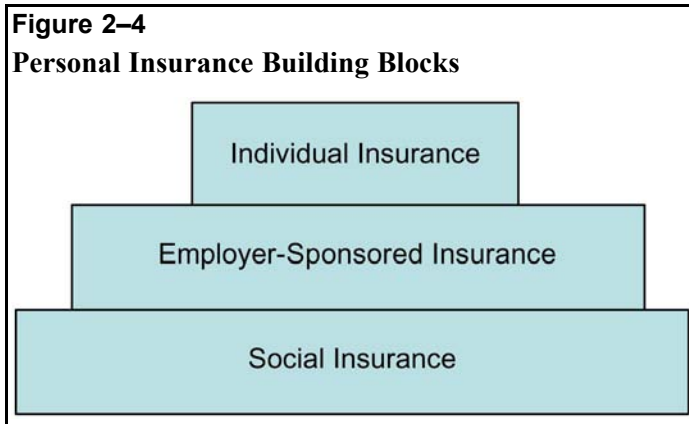 Figure 2–4
Personal Insurance Building Blocks
Individual Insurance
Employer-Sponsored Insurance
Social Insurance